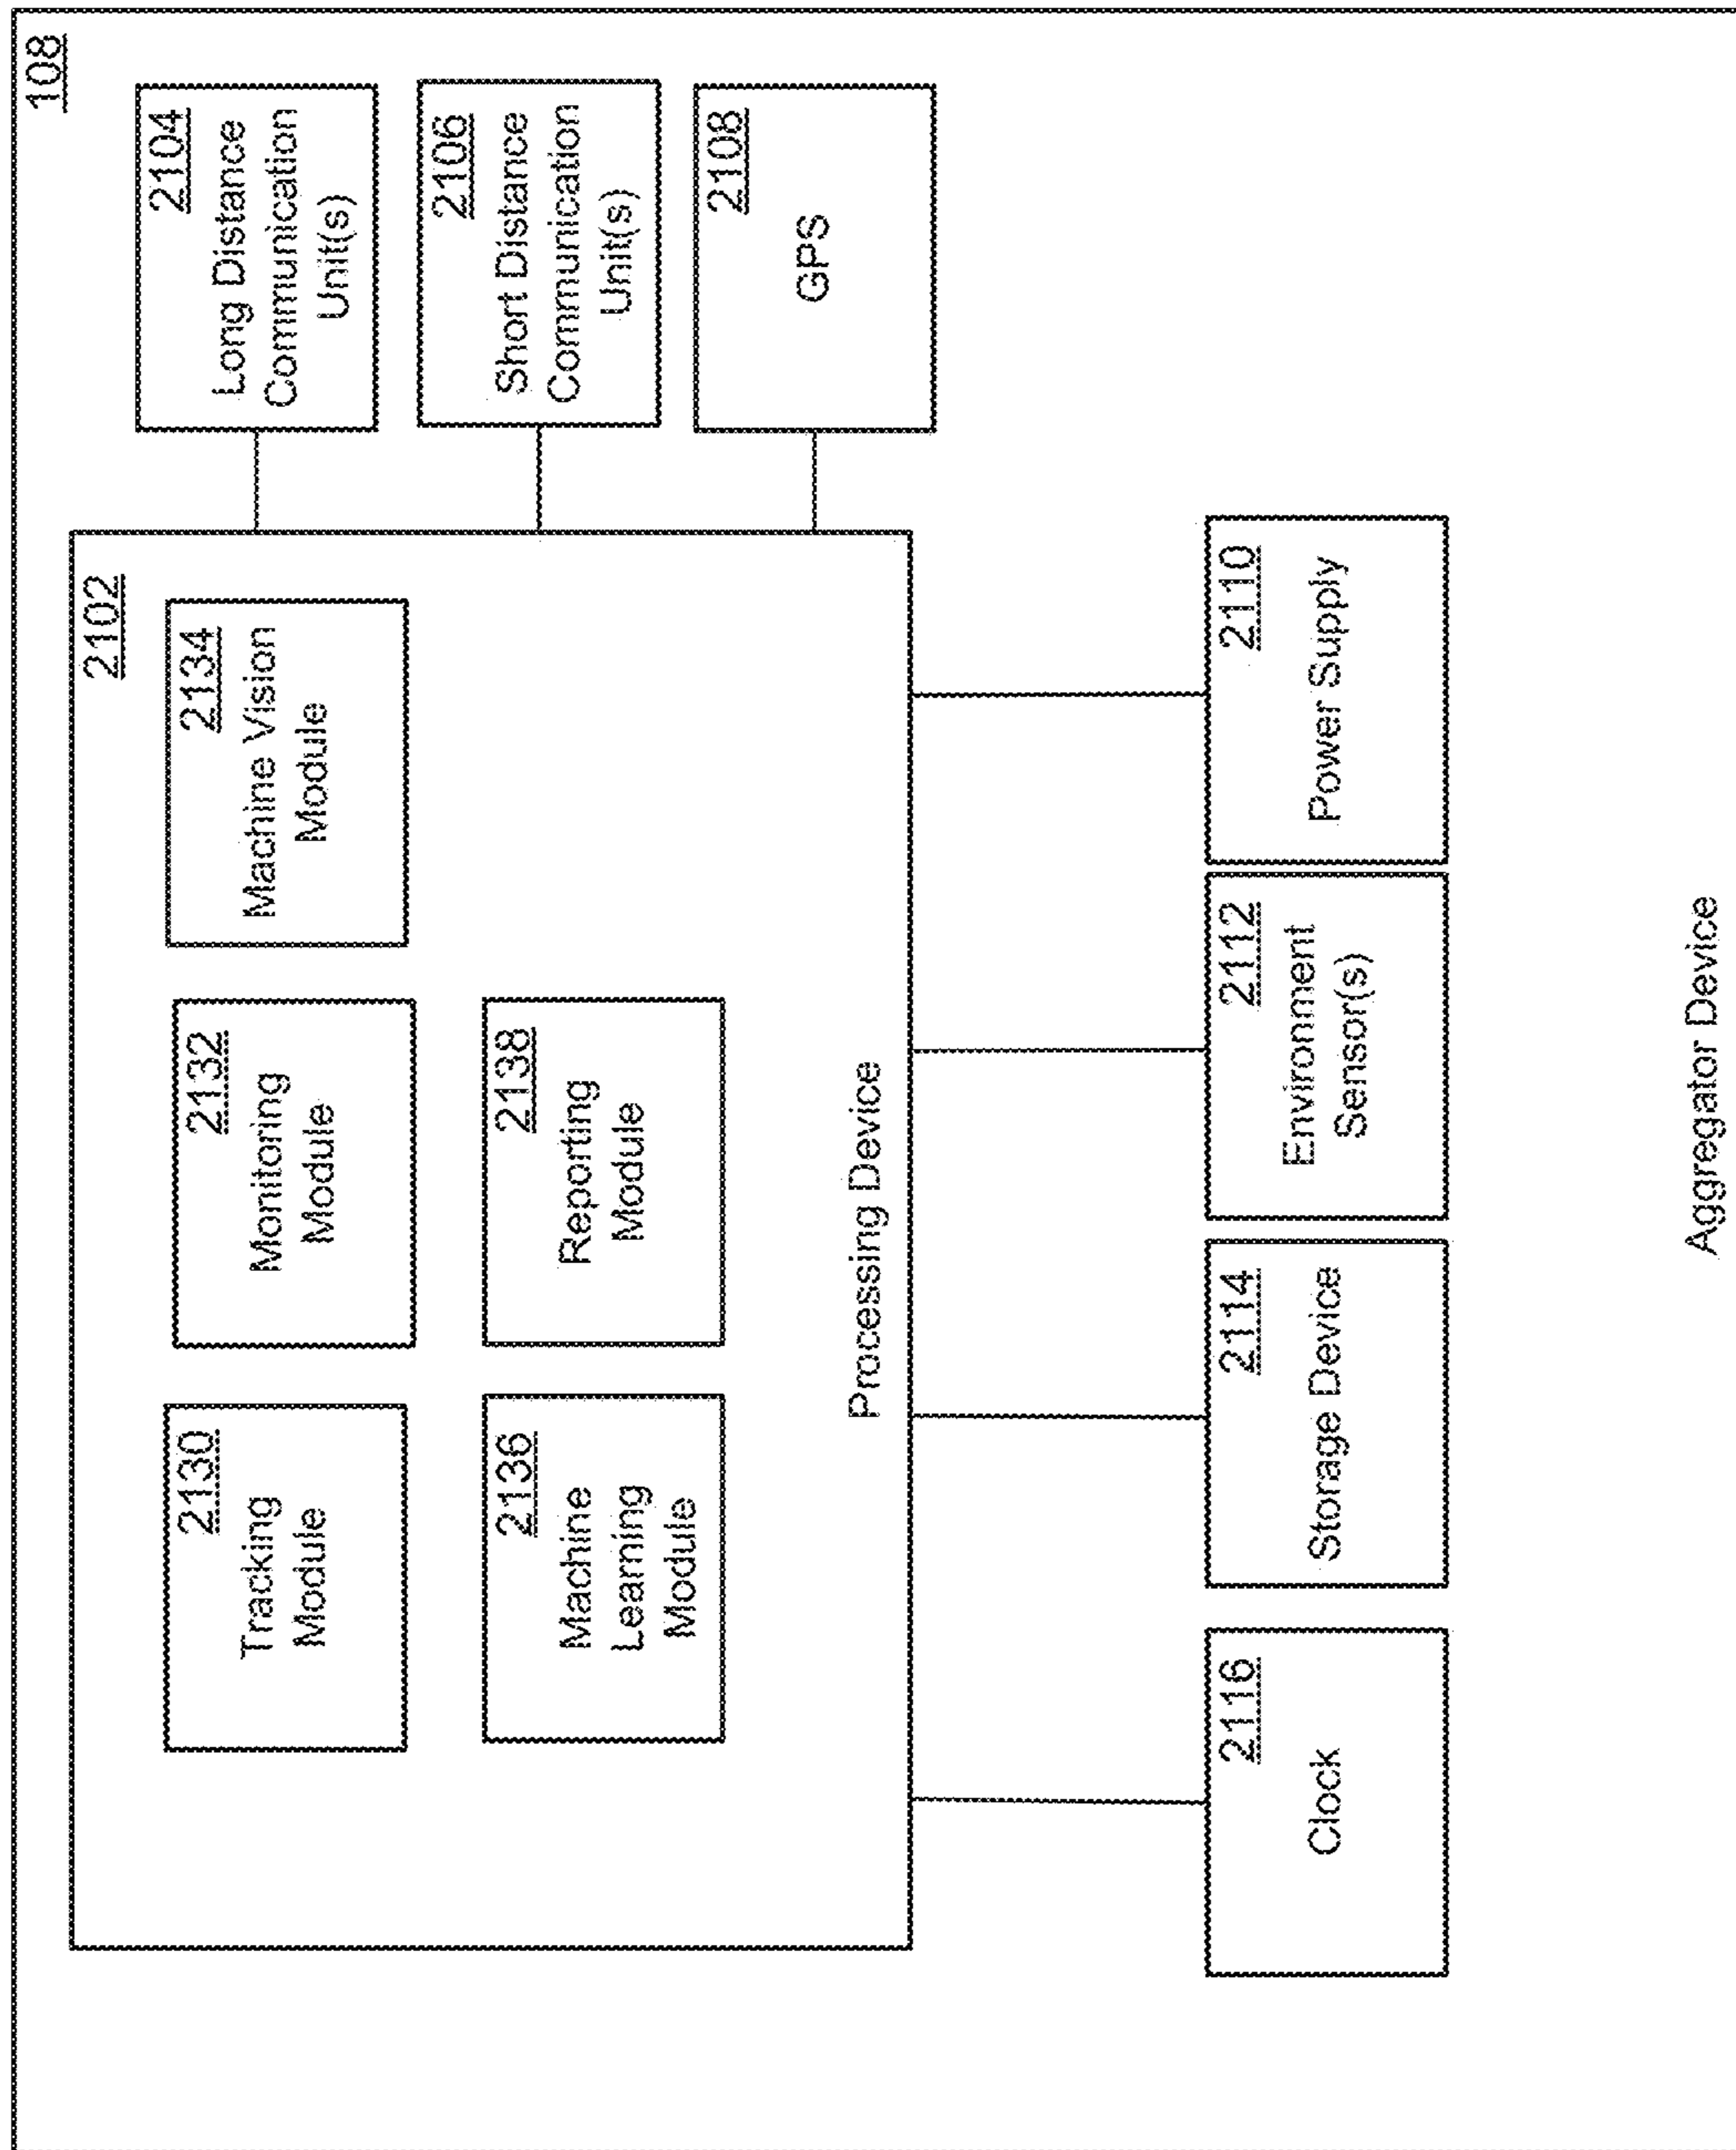 108
2102
2130
Tracking
Module
2132
Monitoring
Module
2134
Machine Vision
Module
2136
Machine
Learning
Module
2138
Reporting
Module
Processing Device
2104
Long Distance
Communication
Unit(s)
2106
Short Distance
Communication
Unit(s)
2108
GPS
2116
Clock
2114
Storage Device
2112
Environment
Sensor(s)
2110
Power Supply
Aggregator Device